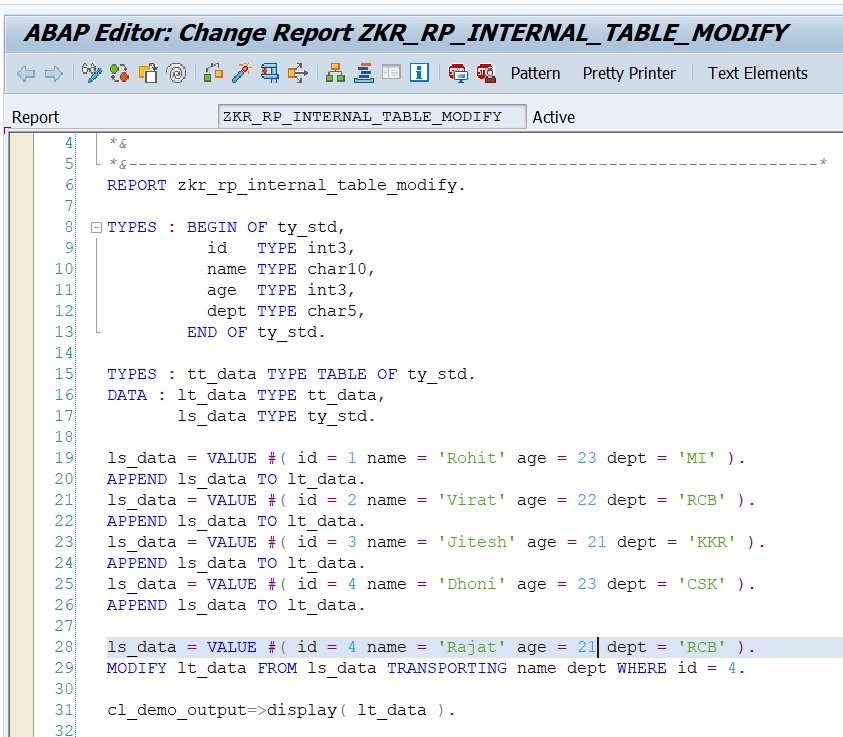 ABAP Editor: Change Report ZKR_RP_INTERNAL_TABLE_MODIFY
Pattern Pretty Printer Text Elements
Report ZKR_RP_INTERNAL_TABLE_MODIFY Active
4 *&
5 *&---------------------------------------------------------------------*
6 REPORT zkr_rp_internal_table_modify.
7
8 TYPES : BEGIN OF ty_std,
9 id TYPE int3,
10 name TYPE char10,
11 age TYPE int3,
12 dept TYPE char5,
13 END OF ty_std.
14
15 TYPES : tt_data TYPE TABLE OF ty_std.
16 DATA : lt_data TYPE tt_data,
17 ls_data TYPE ty_std.
18
19 ls_data = VALUE #( id = 1 name = 'Rohit' age = 23 dept = 'MI' ).
20 APPEND ls_data TO lt_data.
21 ls_data = VALUE #( id = 2 name = 'Virat' age = 22 dept = 'RCB' ).
22 APPEND ls_data TO lt_data.
23 ls_data = VALUE #( id = 3 name = 'Jitesh' age = 21 dept = 'KKR' ).
24 APPEND ls_data TO lt_data.
25 ls_data = VALUE #( id = 4 name = 'Dhoni' age = 23 dept = 'CSK' ).
26 APPEND ls_data TO lt_data.
27
28 ls_data = VALUE #( id = 4 name = 'Rajat' age = 21 dept = 'RCB' ).
29 MODIFY lt_data FROM ls_data TRANSPORTING name dept WHERE id = 4.
30
31 cl_demo_output=>display( lt_data ).
32